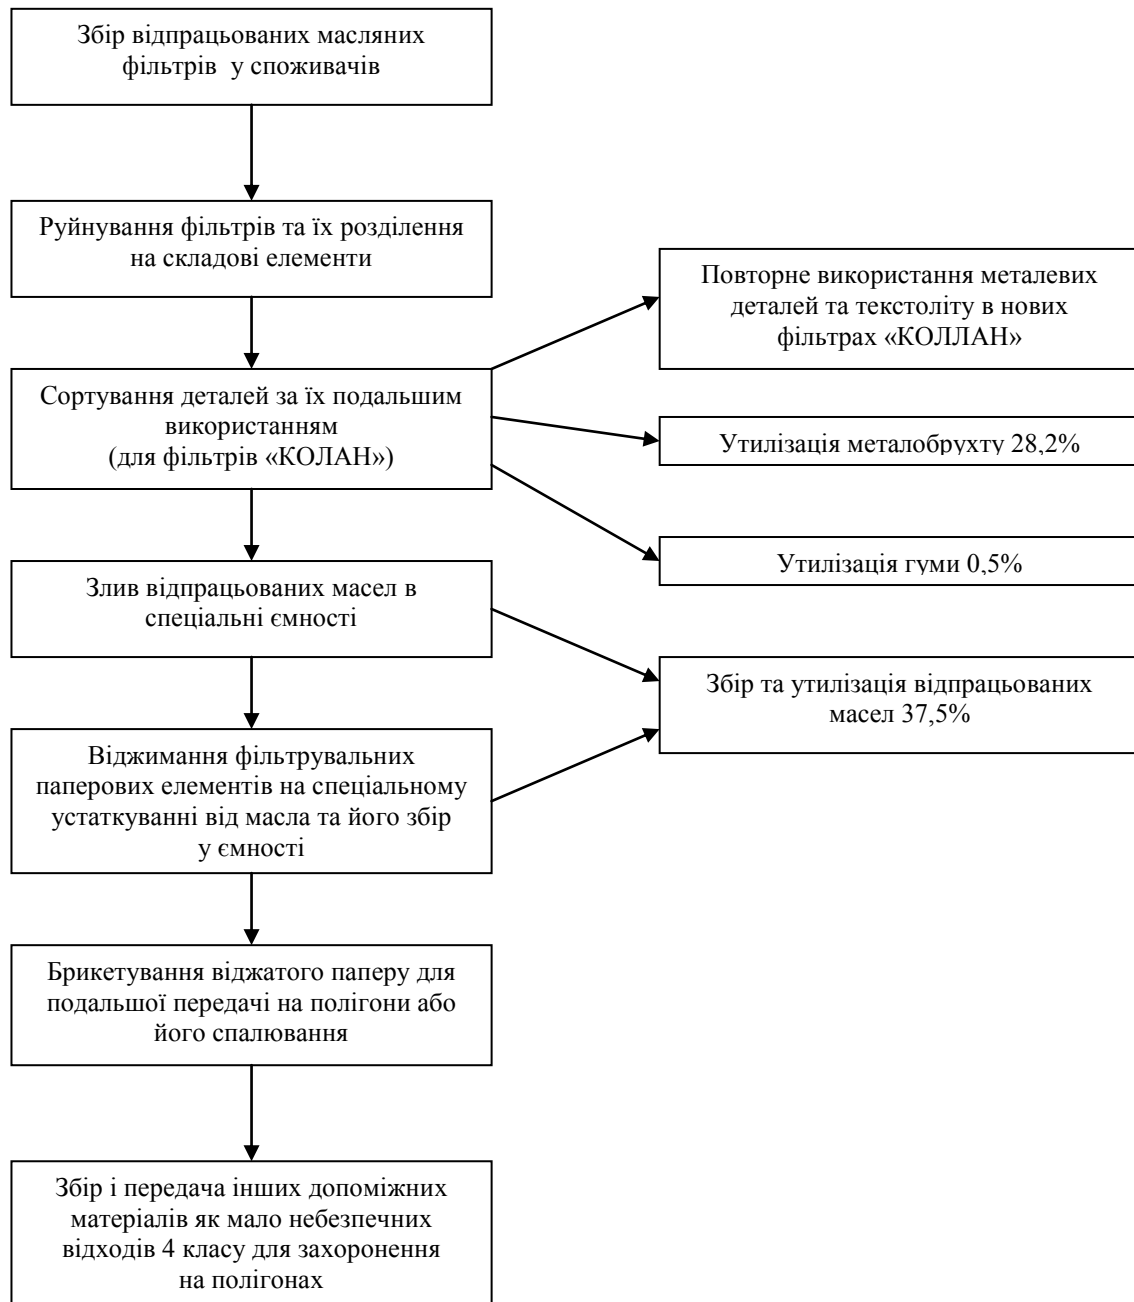 Збір відпрацьованих масляних
фільтрів у споживачів
Руйнування фільтрів та їх розділення
на складові елементи
Повторне використання металевих
деталей та текстоліту в нових
фільтрах «КОЛЛАН»
Сортування деталей за їх подальшим
використанням
(для фільтрів «КОЛАН»)
Утилізація металобрухту 28,2%
Утилізація гуми 0,5%
Злив відпрацьованих масел в
спеціальні ємності
Збір та утилізація відпрацьованих
масел 37,5%
Віджимання фільтрувальних
паперових елементів на спеціальному
устаткуванні від масла та його збір
у ємності
Брикетування віджатого паперу для
подальшої передачі на полігони або
його спалювання
Збір і передача інших допоміжних
матеріалів як мало небезпечних
відходів 4 класу для захоронення
на полігонах